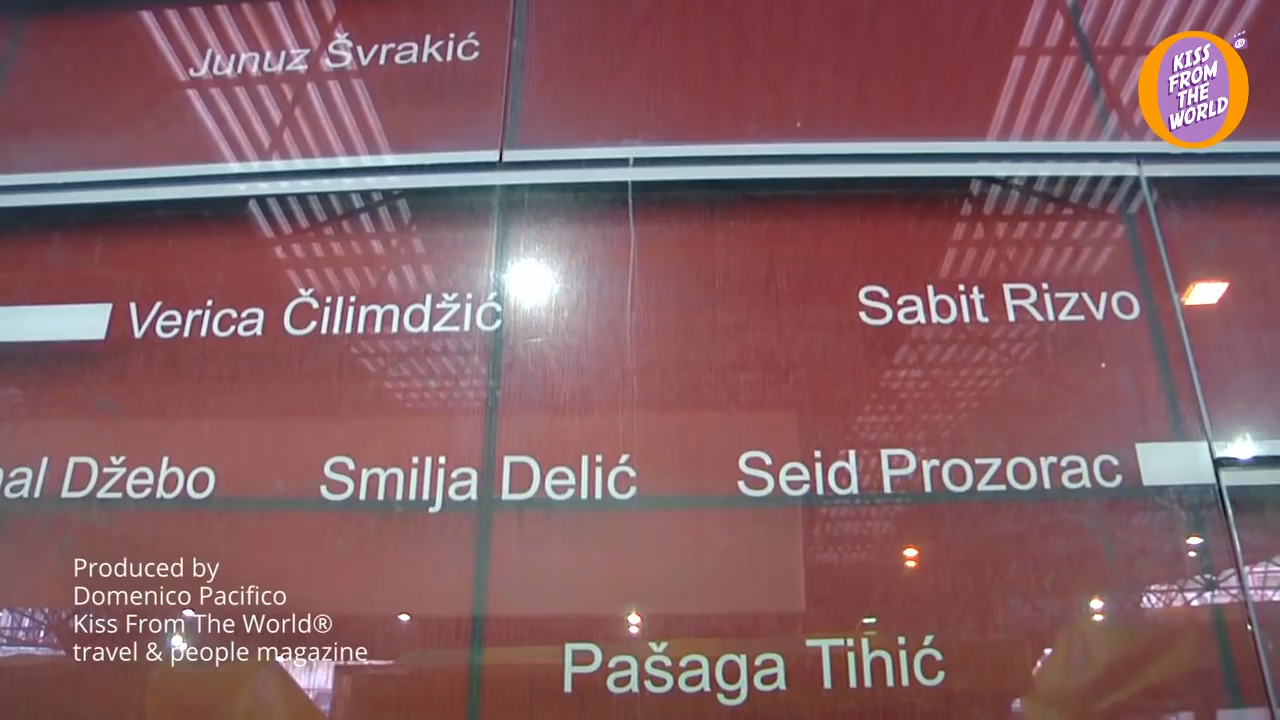 Junuz Švrakić
KISS
FROM
THE
WORLD
®
Verica Čilimdžić
Sabit Rizvo
Džebo
Smilja Delić
Seid Prozorac
Pašaga Tihić
Produced by
Domenico Pacifico
Kiss From The World®
travel & people magazine